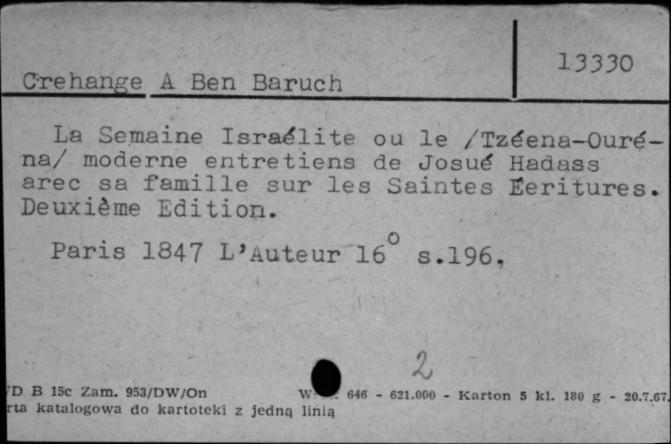 13330
Crehange A Ben Baruch
La Semaine Israélite ou le /Tzéena-Ouré-
na/ moderne entretiens de Josué Hadass
arec sa famille sur les Saintes Éeritures.
Deuxième Edition.
Paris 1847 L'Auteur 16° s.196,
2
D B 15c Zam. 953/DW/On 646 - 621.000 - Karton 5 kl. 180 g - 20.7.67.
rta katalogowa do kartoteki z jedną linią